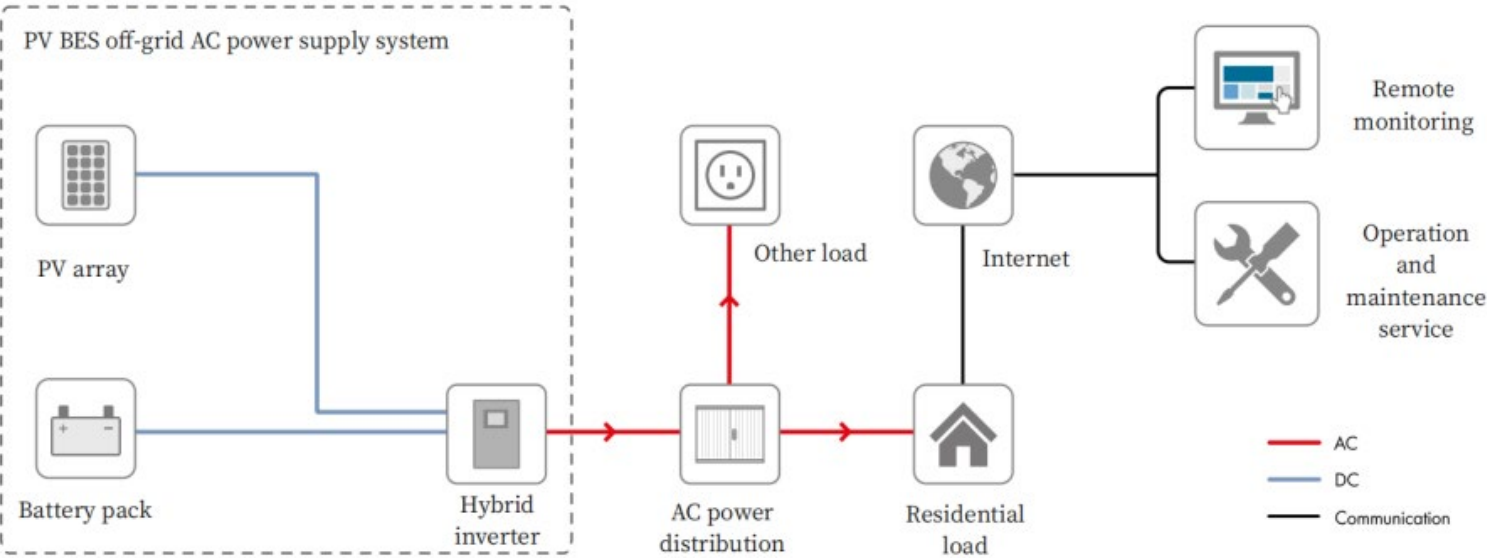 PV BES off-grid AC power supply system
PV array
Battery pack
Hybrid
inverter
Other load
AC power
distribution
Internet
Residential
load
Remote
monitoring
Operation
and
maintenance
service
AC
DC
Communication